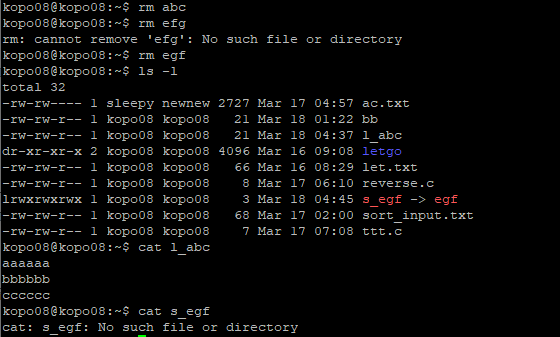 kopo08@kopo08:~$ rm abc
kopo08@kopo08:~$ rm efg
rm: cannot remove 'efg': No such file or directory
kopo08@kopo08:~$ rm egf
kopo08@kopo08:~$ ls -l
total 32
-rw-rw---- 1 sleepy newnew 2727 Mar 17 04:57 ac.txt
-rw-rw-r-- 1 kopo08 kopo08   21 Mar 18 01:22 bb
-rw-rw-r-- 1 kopo08 kopo08   21 Mar 18 04:37 l_abc
dr-xr-xr-x 2 kopo08 kopo08 4096 Mar 16 09:08 letgo
-rw-rw-r-- 1 kopo08 kopo08   66 Mar 16 08:29 let.txt
-rw-rw-r-- 1 kopo08 kopo08    8 Mar 17 06:10 reverse.c
lrwxrwxrwx 1 kopo08 kopo08    3 Mar 18 04:45 s_egf -> egf
-rw-rw-r-- 1 kopo08 kopo08   68 Mar 17 02:00 sort_input.txt
-rw-rw-r-- 1 kopo08 kopo08    7 Mar 17 07:08 ttt.c
kopo08@kopo08:~$ cat l_abc
aaaaaa
bbbbbb
cccccc
kopo08@kopo08:~$ cat s_egf
cat: s_egf: No such file or directory